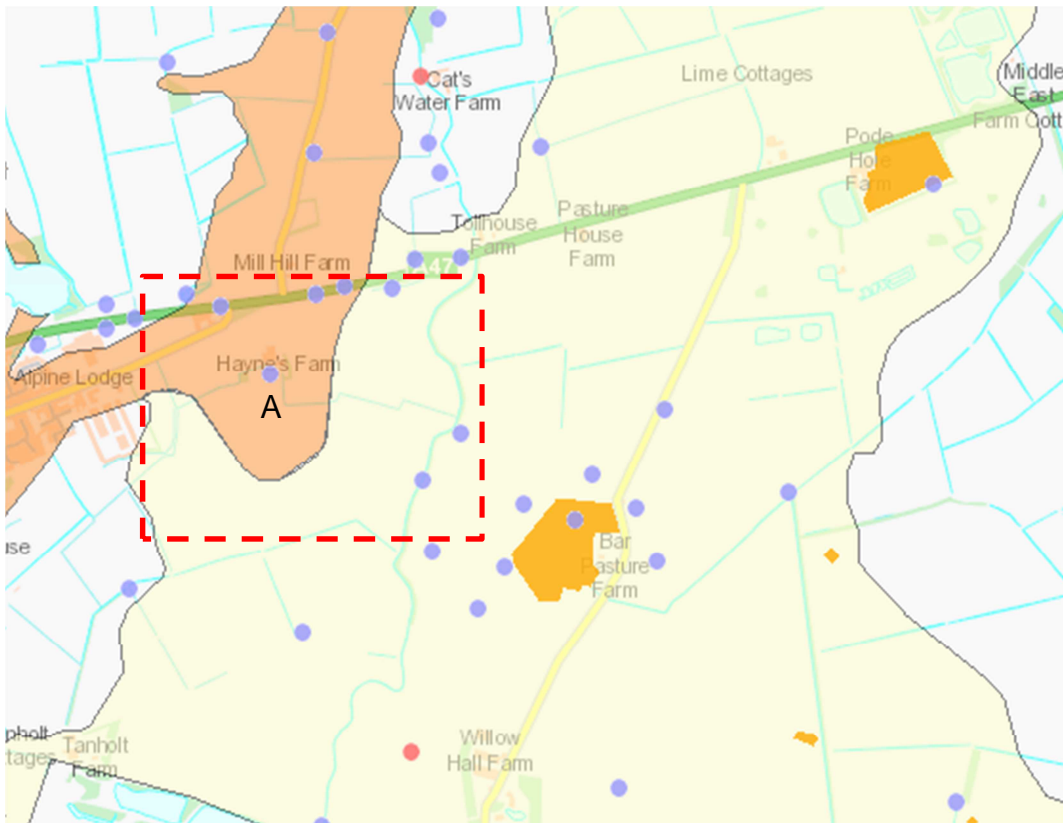 Lime Cottages
Middle
East
Farm Cott
Cat's
Water Farm
Pode
Hole
Farm
Tollhouse
Farm
Pasture
House
Farm
A47
Mill Hill Farm
Hayne's Farm
Alpine Lodge
A
Bar
Pasture
Farm
Willow
Hall Farm
Tanholt
Farm